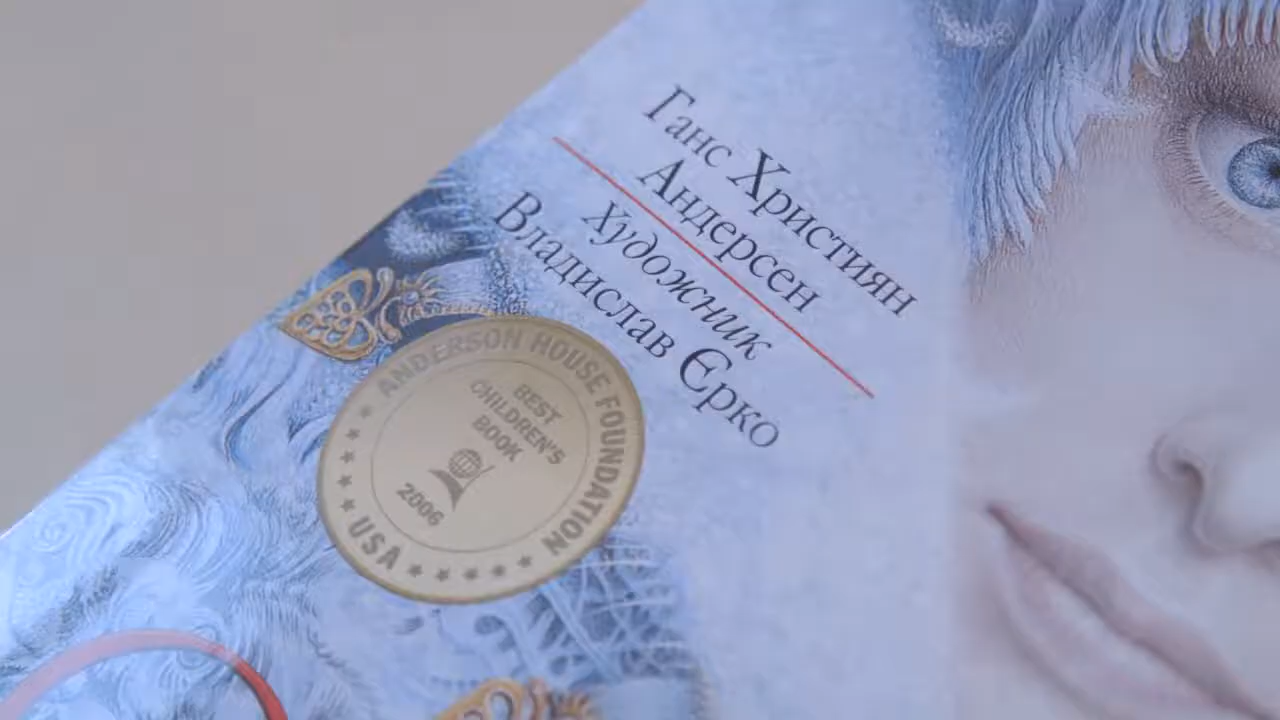 Ганс Християн
Андерсен
Художник
Владислав Єрко
ANDERSON HOUSE FOUNDATION
BEST
CHILDREN'S
BOOK
2006
USA